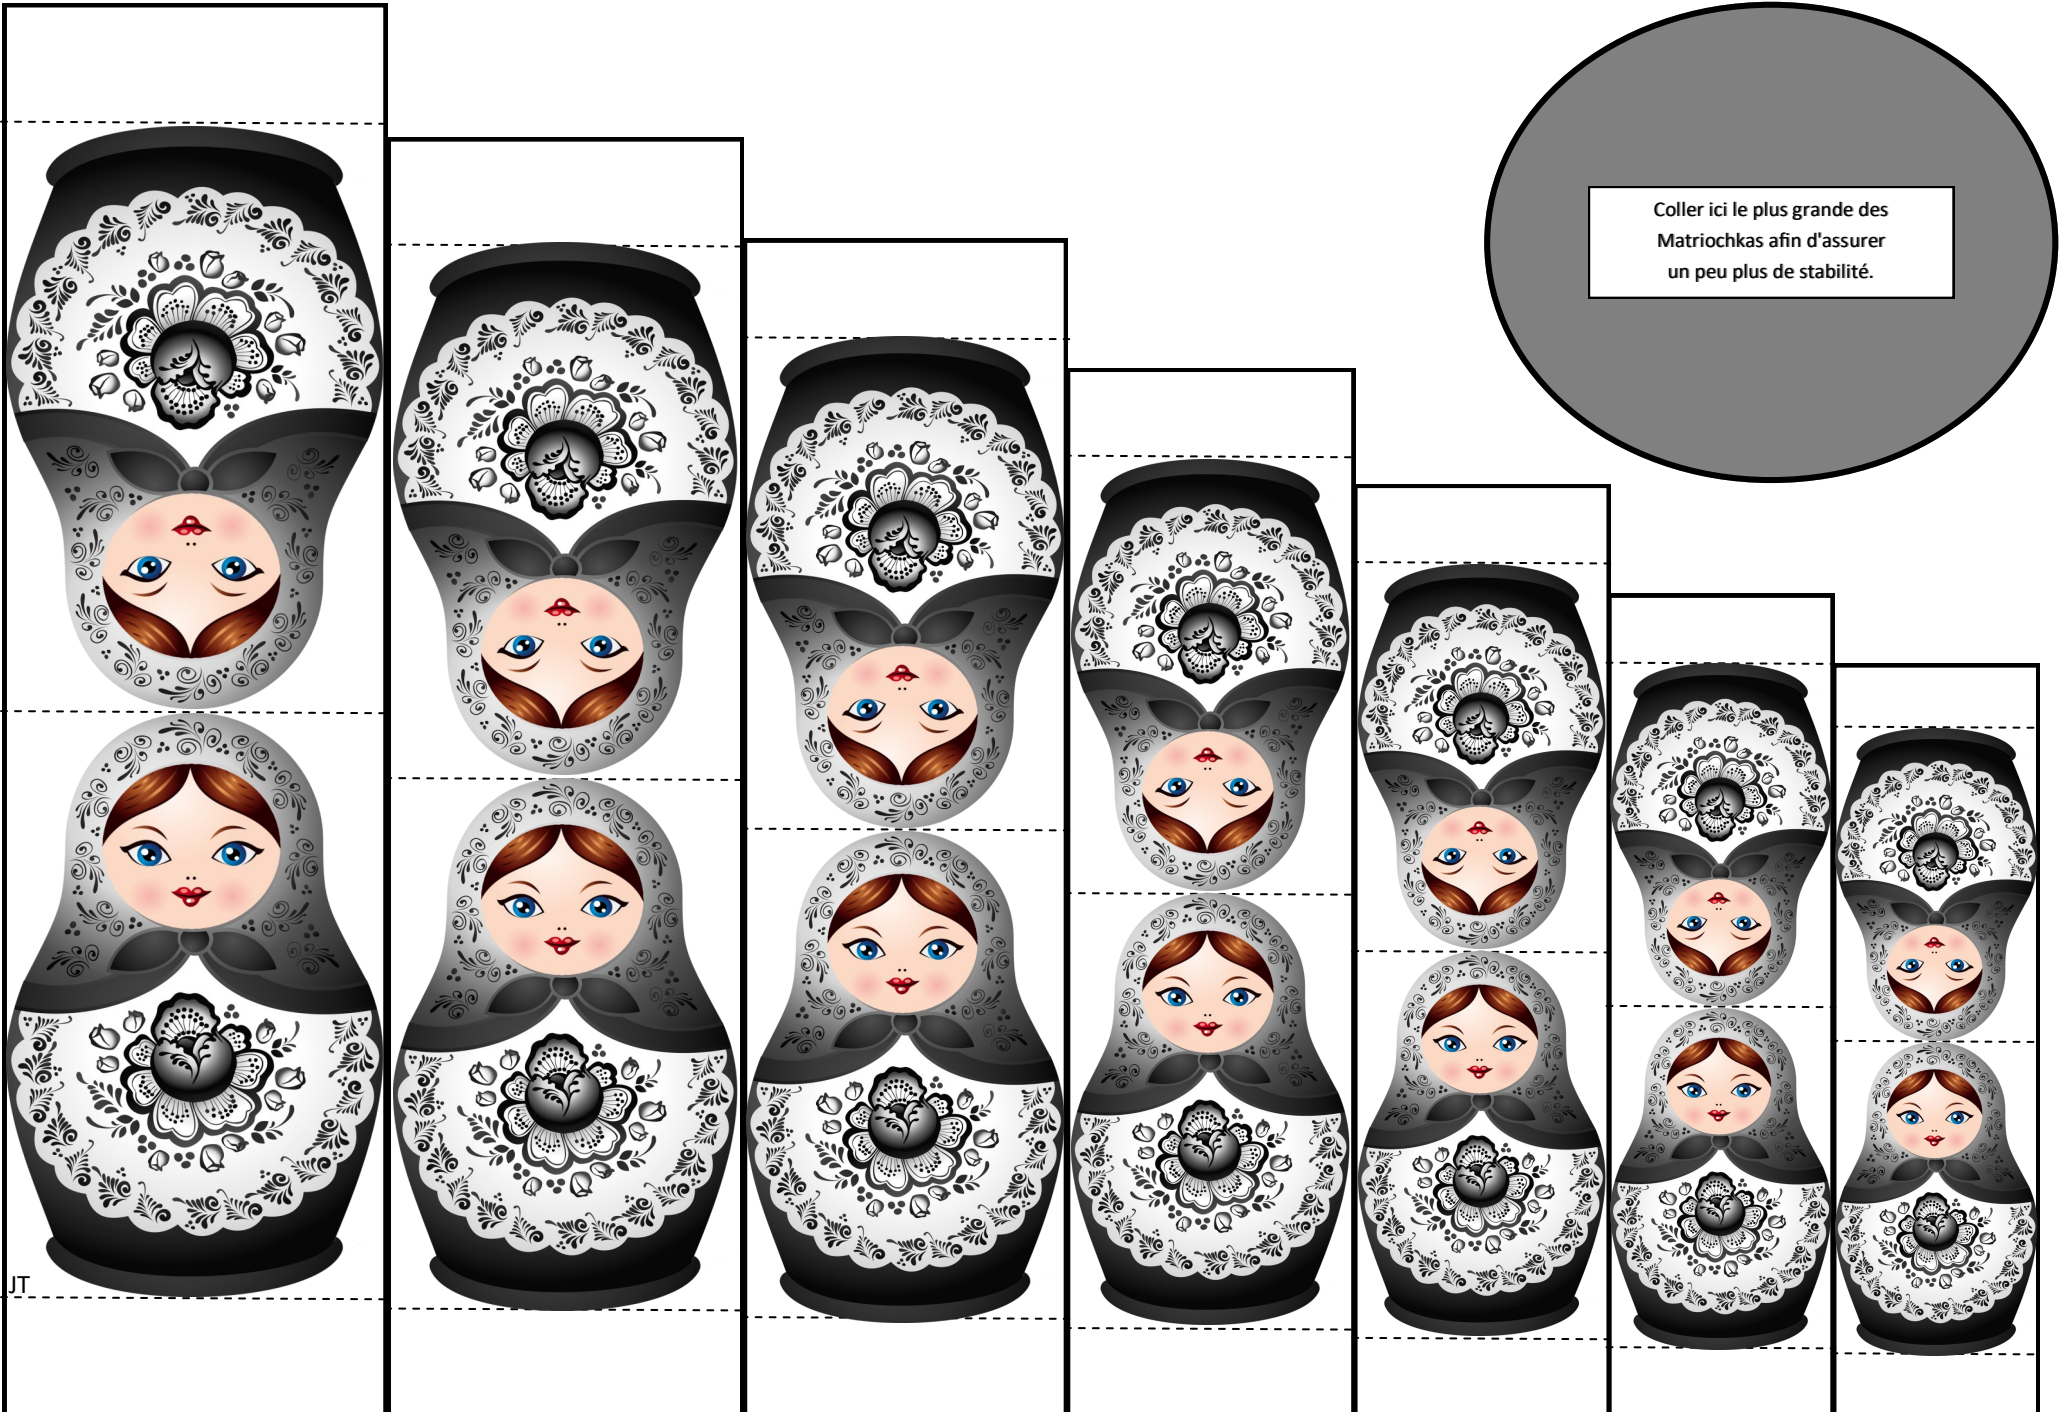 Coller ici le plus grande des
Matriochkas afin d'assurer
un peu plus de stabilité.
JT